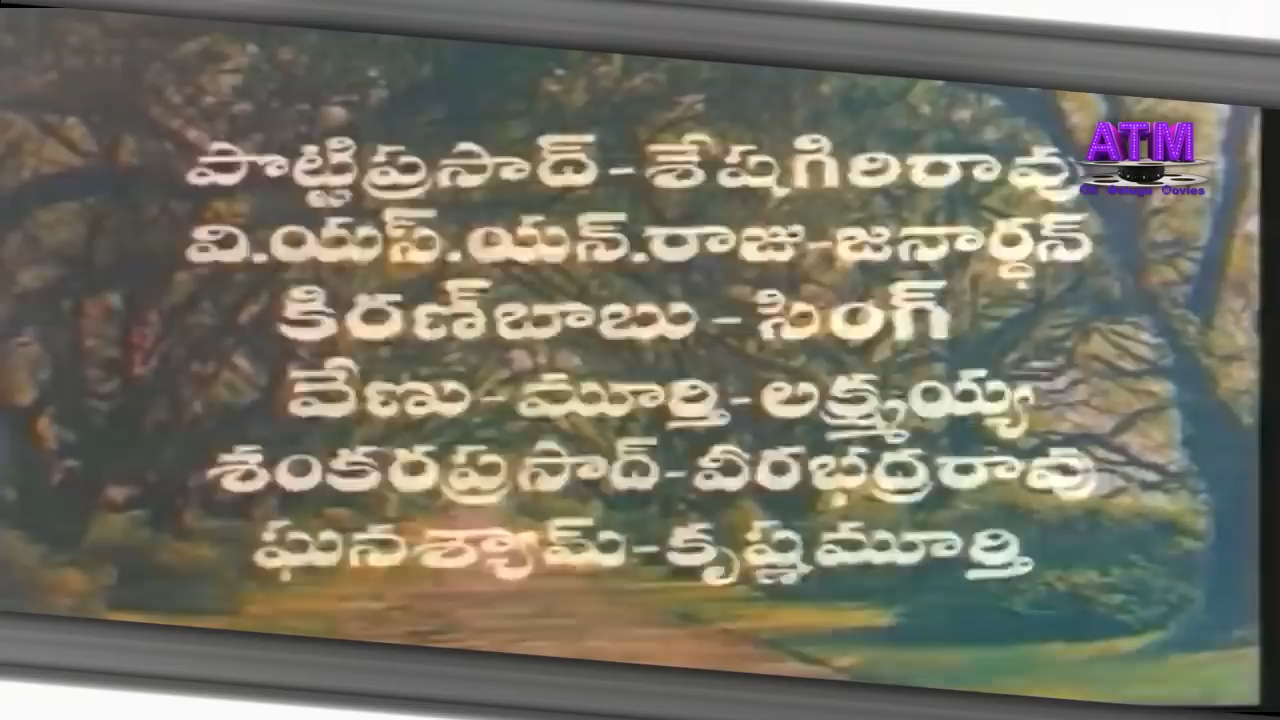 పొట్టిప్రసాద్ - శేషగిరిరావు
వి.యస్.యన్.రాజు-జనార్ధన్
కిరణ్‌బాబు - సింగ్
వేణు - మూర్తి - లక్ష్మయ్య
శంకరప్రసాద్ - వీరభద్రరావు
ఘనశ్యామ్ - కృష్ణమూర్తి
ATM